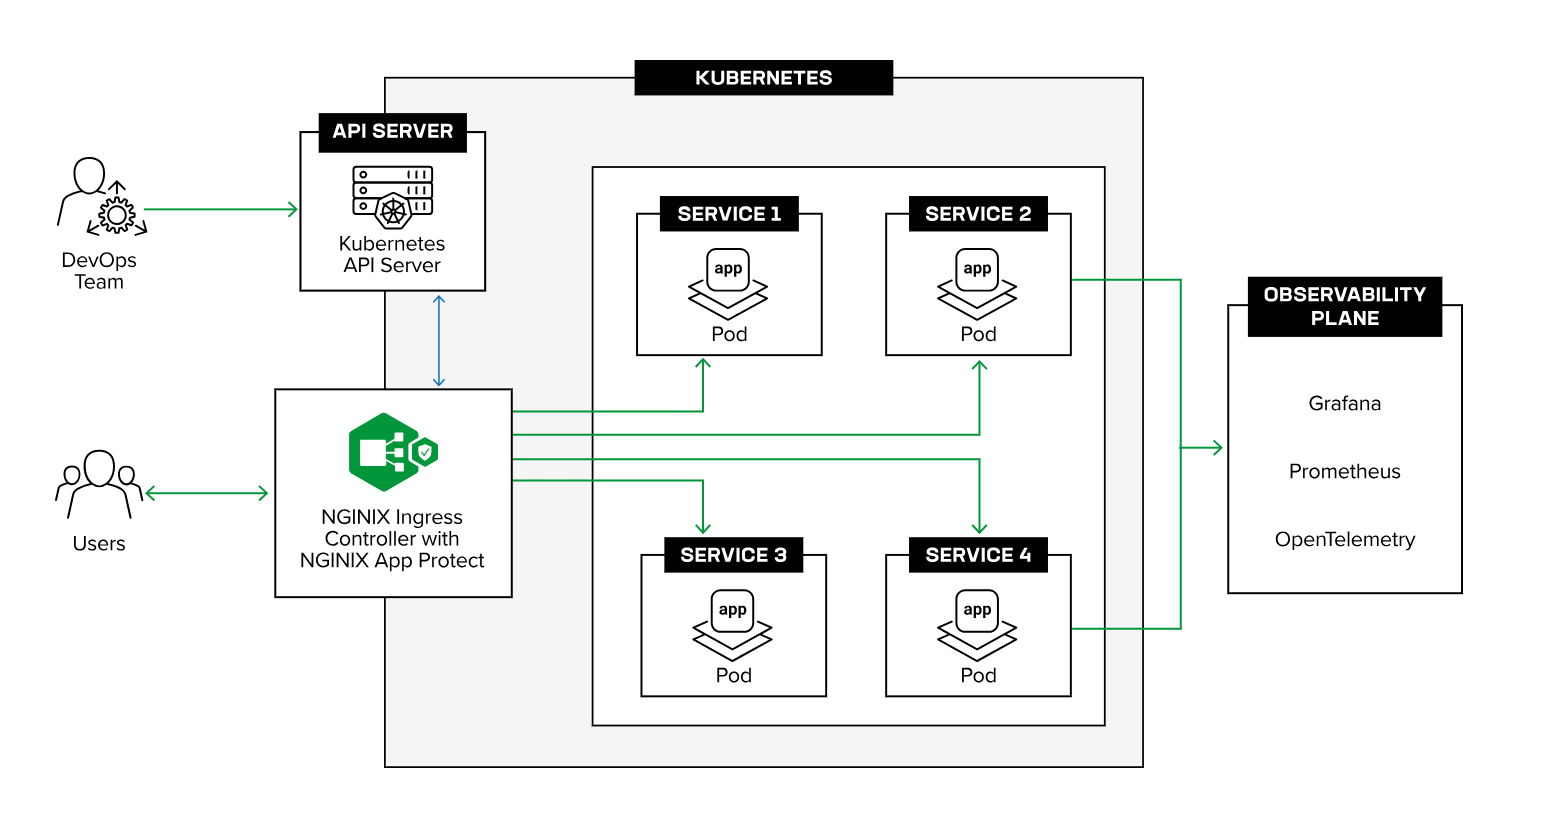 KUBERNETES
API SERVER
Kubernetes
API Server
DevOps
Team
SERVICE 1
app
Pod
SERVICE 2
app
Pod
OBSERVABILITY
PLANE
Grafana
Prometheus
OpenTelemetry
Users
NGINIX Ingress
Controller with
NGINIX App Protect
SERVICE 3
app
Pod
SERVICE 4
app
Pod